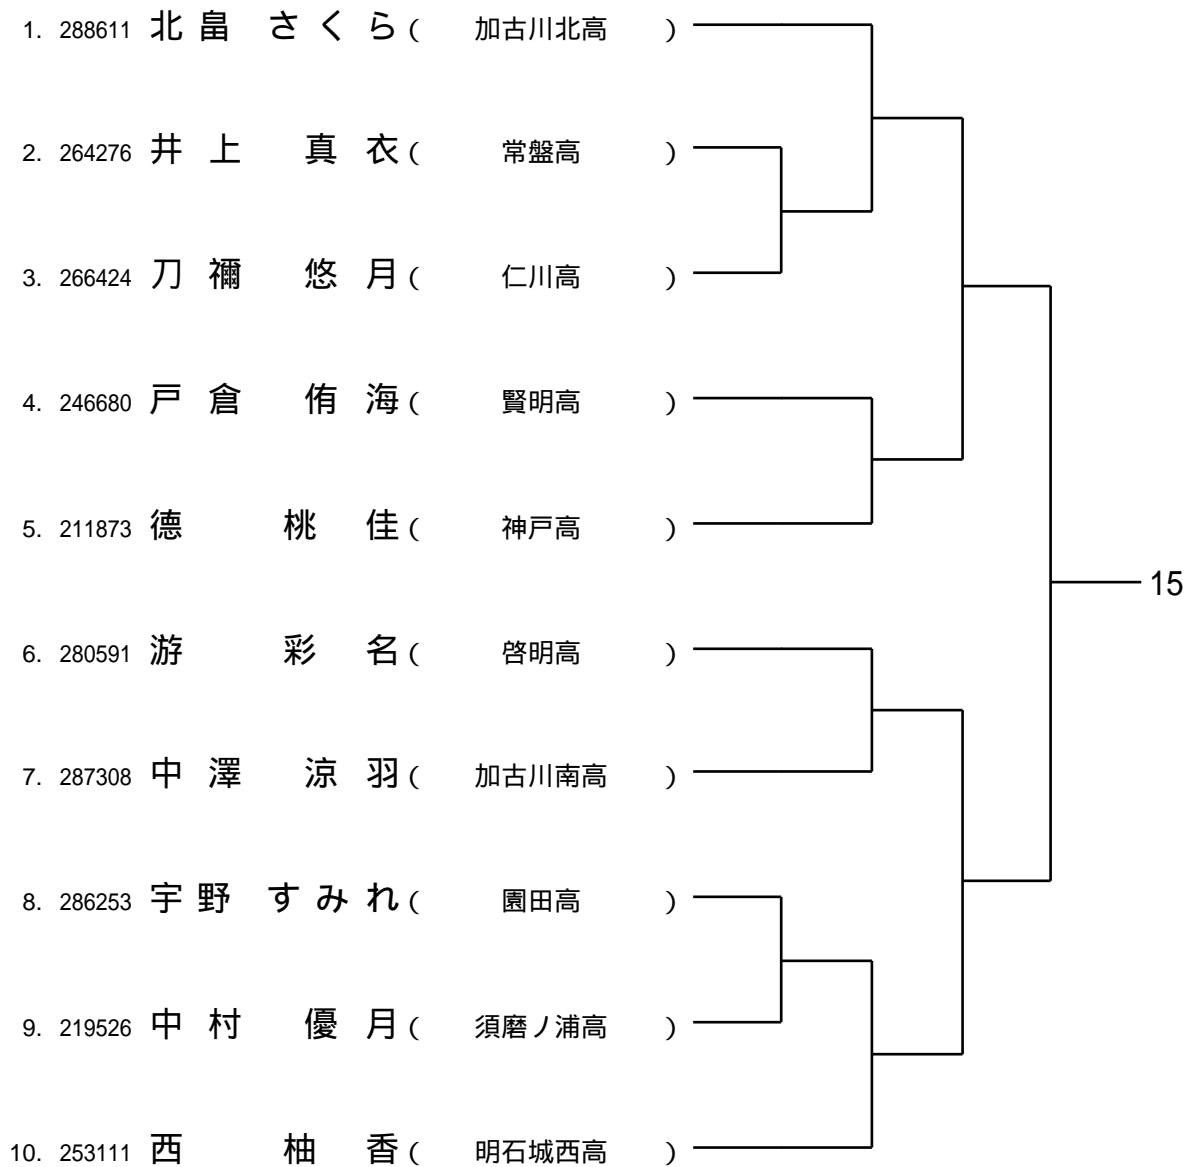 1. 288611 北畠 さくら ( 加古川北高 )
2. 264276 井上 真衣 ( 常盤高 )
3. 266424 刀禰 悠月 ( 仁川高 )
4. 246680 戸倉 侑海 ( 賢明高 )
5. 211873 德 桃佳 ( 神戸高 )
15
6. 280591 游 彩名 ( 啓明高 )
7. 287308 中澤 涼羽 ( 加古川南高 )
8. 286253 宇野 すみれ ( 園田高 )
9. 219526 中村 優月 ( 須磨ノ浦高 )
10. 253111 西 柚香 ( 明石城西高 )